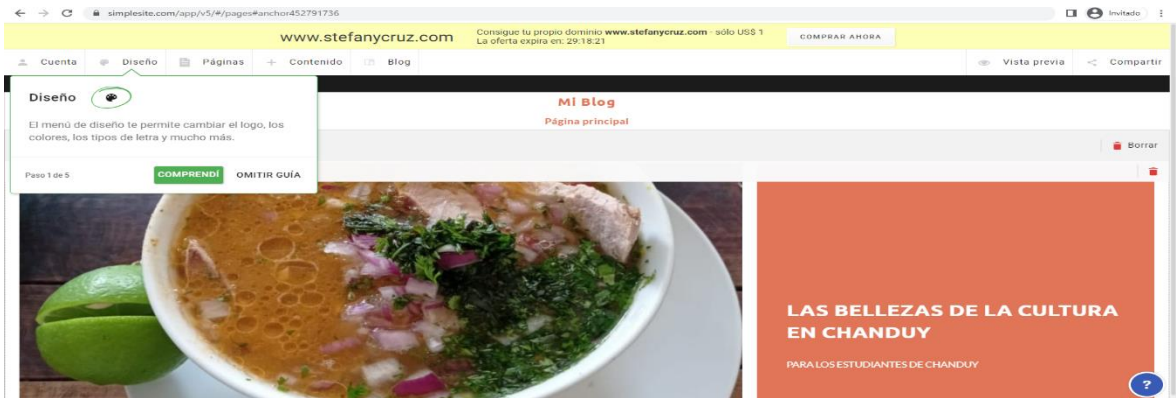 simplesite.com/app/v5/#/pages#anchor452791736
Invitado
www.stefanycruz.com
Consigue tu propio dominio www.stefanycruz.com - sólo US$ 1
La oferta expira en: 29:18:21
COMPRAR AHORA
Cuenta
Diseño
Páginas
+ Contenido
Blog
Vista previa
Compartir
Diseño
El menú de diseño te permite cambiar el logo, los
colores, los tipos de letra y mucho más.
Paso 1 de 5
COMPRENDÍ
OMITIR GUÍA
Mi Blog
Página principal
Borrar
LAS BELLEZAS DE LA CULTURA
EN CHANDUY
PARA LOS ESTUDIANTES DE CHANDUY
?